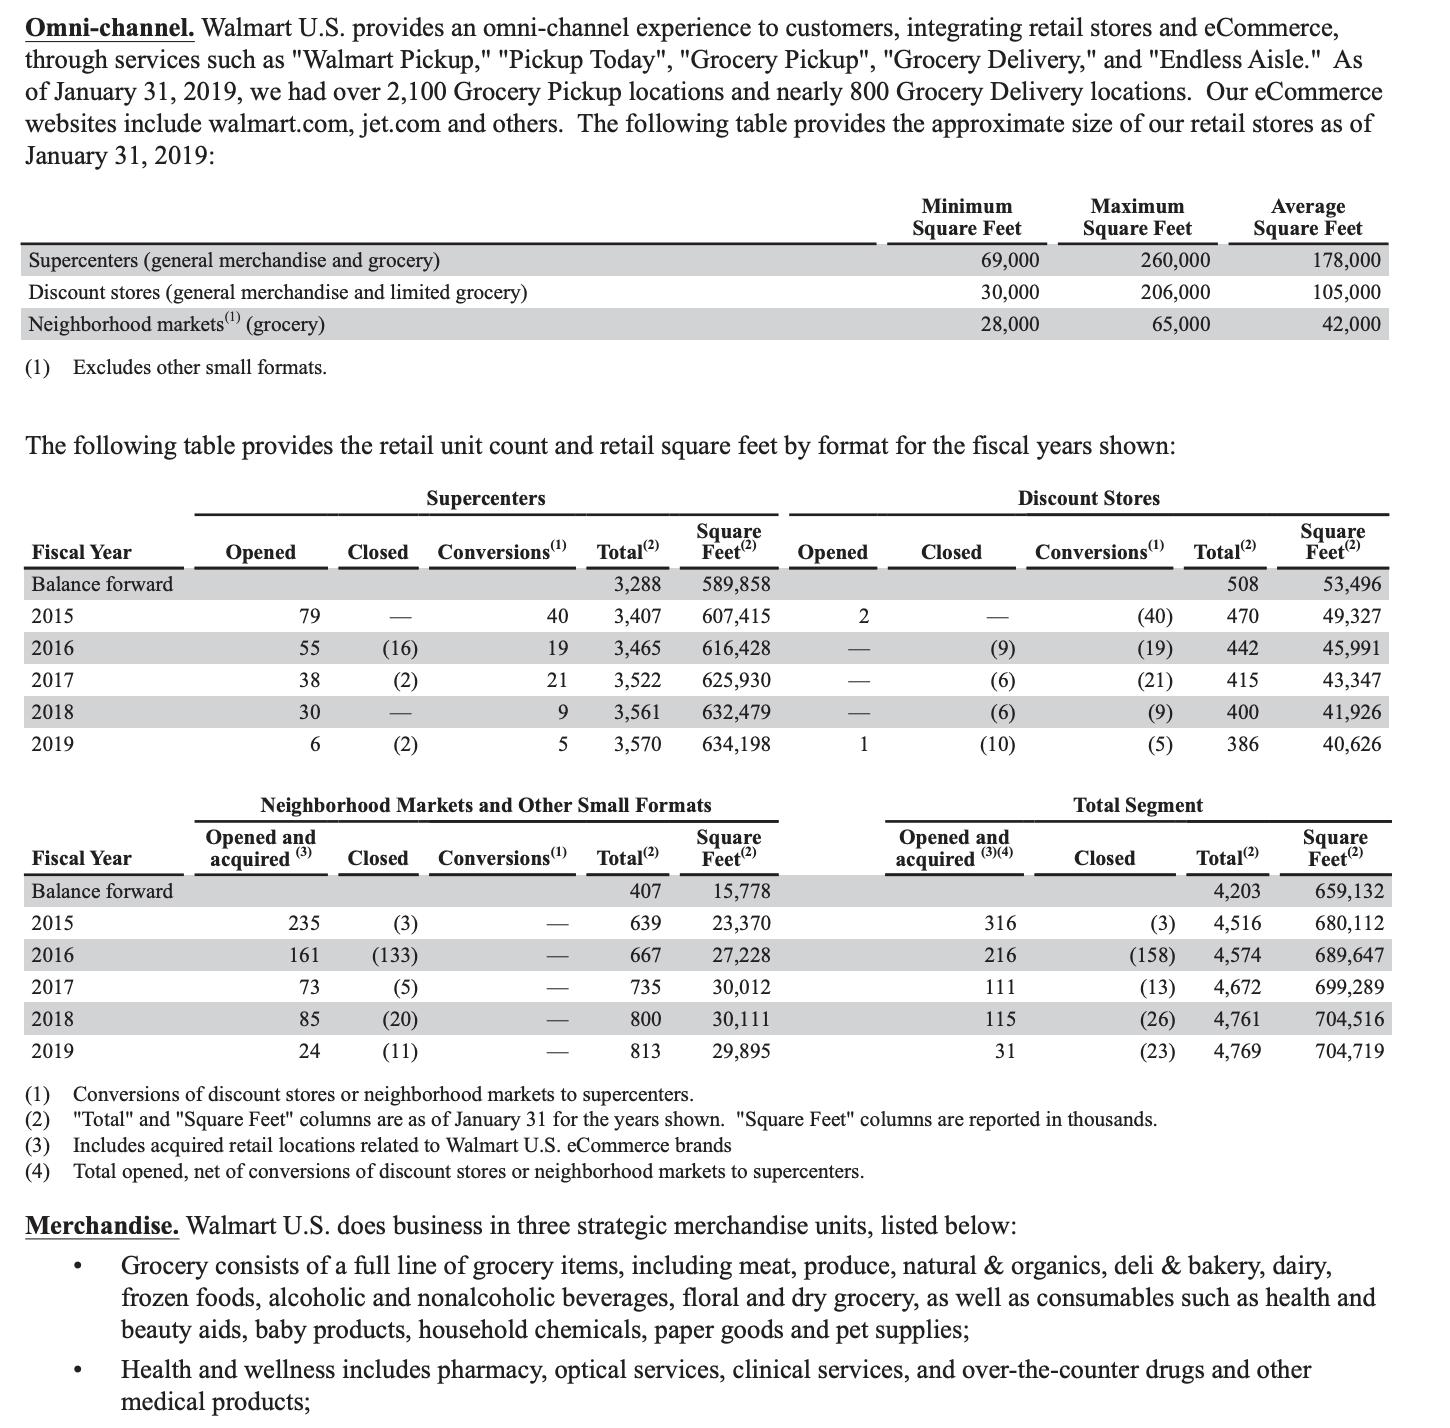 Omni-channel. Walmart U.S. provides an omni-channel experience to customers, integrating retail stores and eCommerce,
through services such as "Walmart Pickup," "Pickup Today", "Grocery Pickup", "Grocery Delivery," and "Endless Aisle." As
of January 31, 2019, we had over 2,100 Grocery Pickup locations and nearly 800 Grocery Delivery locations. Our eCommerce
websites include walmart.com, jet.com and others. The following table provides the approximate size of our retail stores as of
January 31, 2019:
Minimum Maximum Average
Square Feet Square Feet Square Feet
Supercenters (general merchandise and grocery) 69,000 260,000 178,000
Discount stores (general merchandise and limited grocery) 30,000 206,000 105,000
Neighborhood markets(1) (grocery) 28,000 65,000 42,000
(1) Excludes other small formats.
The following table provides the retail unit count and retail square feet by format for the fiscal years shown:
Supercenters Discount Stores
Square Square
Fiscal Year Opened Closed Conversions(1) Total(2) Feet(2) Opened Closed Conversions(1) Total(2) Feet(2)
Balance forward 3,288 589,858 508 53,496
2015 79 — 40 3,407 607,415 2 — (40) 470 49,327
2016 55 (16) 19 3,465 616,428 — (9) (19) 442 45,991
2017 38 (2) 21 3,522 625,930 — (6) (21) 415 43,347
2018 30 — 9 3,561 632,479 — (6) (9) 400 41,926
2019 6 (2) 5 3,570 634,198 1 (10) (5) 386 40,626
Neighborhood Markets and Other Small Formats Total Segment
Opened and Square Opened and Square
Fiscal Year acquired (3) Closed Conversions(1) Total(2) Feet(2) acquired (3)(4) Closed Total(2) Feet(2)
Balance forward 407 15,778 4,203 659,132
2015 235 (3) — 639 23,370 316 (3) 4,516 680,112
2016 161 (133) — 667 27,228 216 (158) 4,574 689,647
2017 73 (5) — 735 30,012 111 (13) 4,672 699,289
2018 85 (20) — 800 30,111 115 (26) 4,761 704,516
2019 24 (11) — 813 29,895 31 (23) 4,769 704,719
(1) Conversions of discount stores or neighborhood markets to supercenters.
(2) "Total" and "Square Feet" columns are as of January 31 for the years shown. "Square Feet" columns are reported in thousands.
(3) Includes acquired retail locations related to Walmart U.S. eCommerce brands
(4) Total opened, net of conversions of discount stores or neighborhood markets to supercenters.
Merchandise. Walmart U.S. does business in three strategic merchandise units, listed below:
• Grocery consists of a full line of grocery items, including meat, produce, natural & organics, deli & bakery, dairy,
frozen foods, alcoholic and nonalcoholic beverages, floral and dry grocery, as well as consumables such as health and
beauty aids, baby products, household chemicals, paper goods and pet supplies;
• Health and wellness includes pharmacy, optical services, clinical services, and over-the-counter drugs and other
medical products;